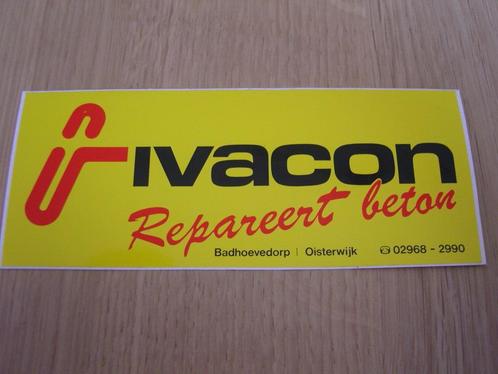 IVACON
Repareert beton
Badhoevedorp | Oisterwijk ☎ 02968 - 2990